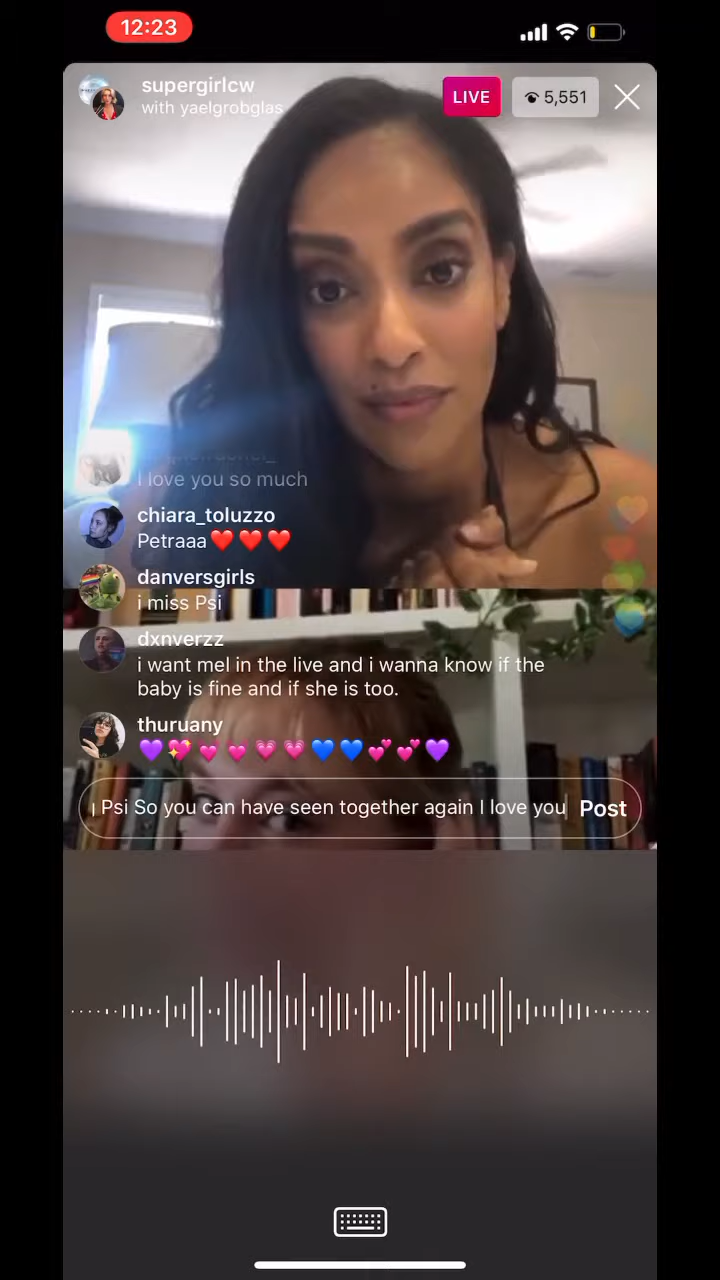 12:23
supergirlcw
with yaelgrobglas
LIVE
5,551
I love you so much
chiara_toluzzo
Petraaa❤️❤️❤️
danversgirls
i miss Psi
dxnverzz
i want mel in the live and i wanna know if the
baby is fine and if she is too.
thuruany
💜💖💓💓💗💗💙💙💕💕💜
Psi So you can have seen together again I love you
Post